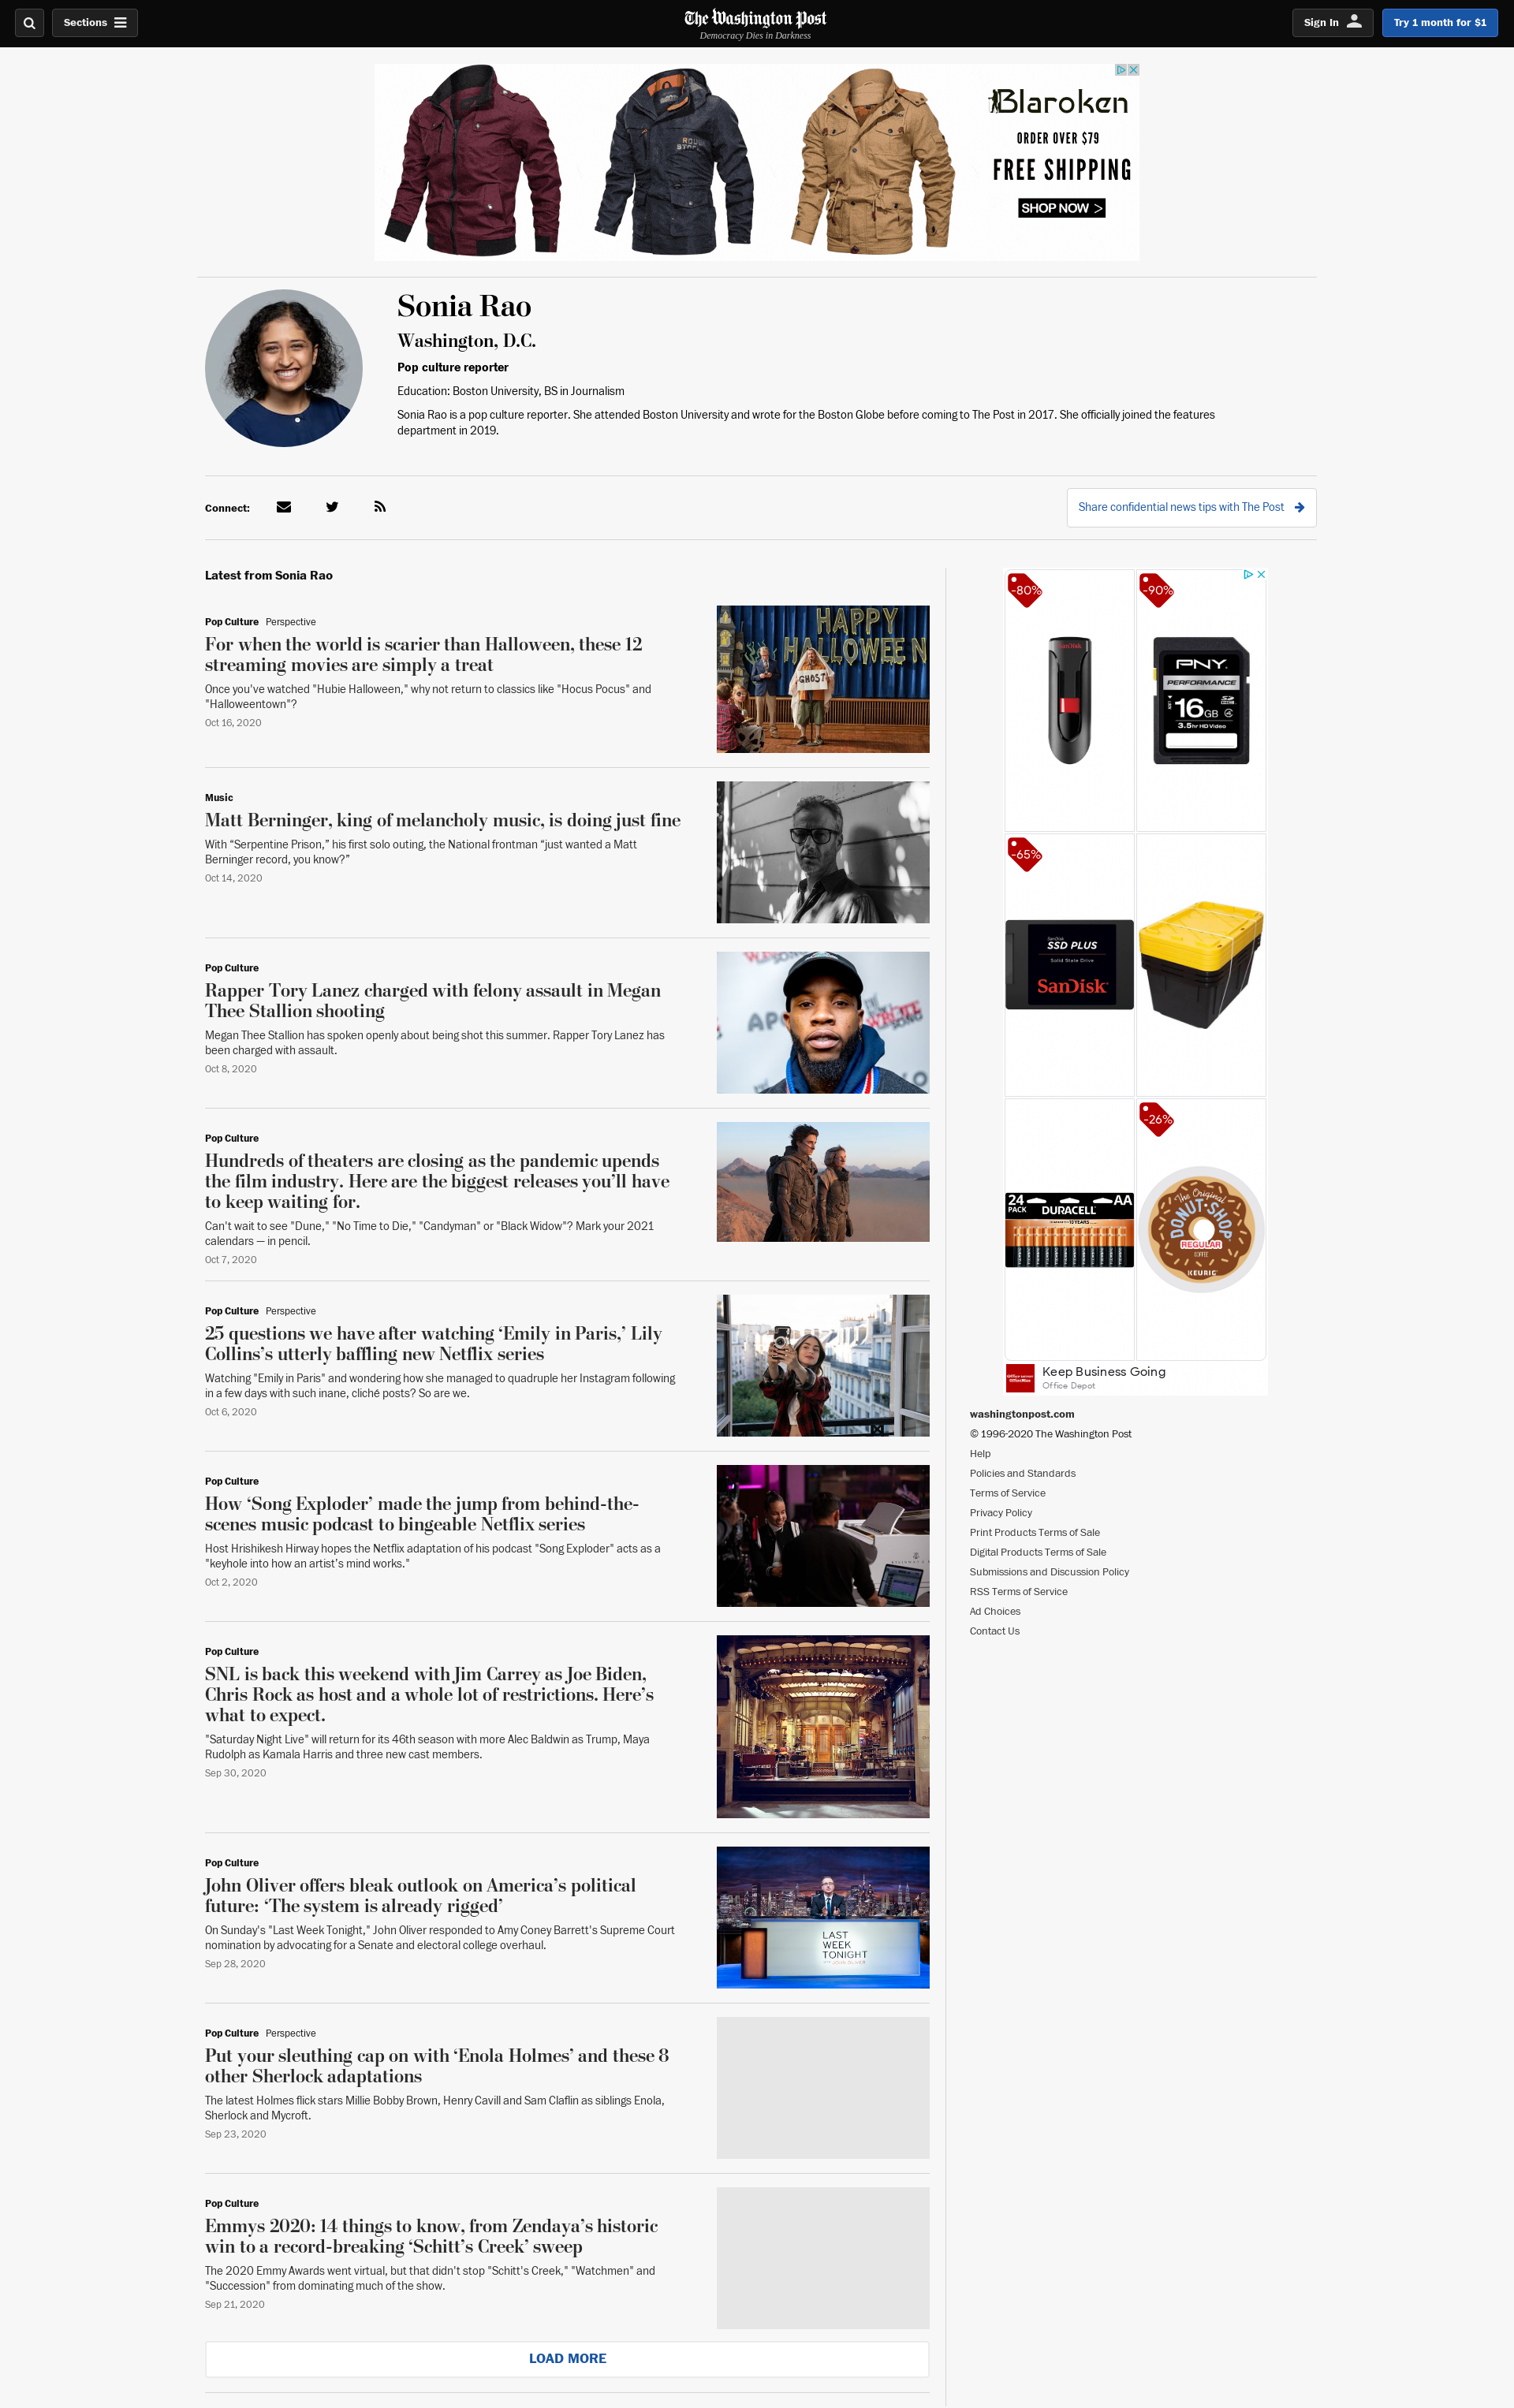 Sections
The Washington Post
Democracy Dies in Darkness
Sign In
Try 1 month for $1
Blaroken
ORDER OVER $79
FREE SHIPPING
SHOP NOW >
Sonia Rao
Washington, D.C.
Pop culture reporter
Education: Boston University, BS in Journalism
Sonia Rao is a pop culture reporter. She attended Boston University and wrote for the Boston Globe before coming to The Post in 2017. She officially joined the features
department in 2019.
Connect:
Share confidential news tips with The Post
Latest from Sonia Rao
Pop Culture Perspective
For when the world is scarier than Halloween, these 12
streaming movies are simply a treat
Once you've watched "Hubie Halloween," why not return to classics like "Hocus Pocus" and
"Halloweentown"?
Oct 16, 2020
HAPPY
HALLOWEEN
GHOST
Music
Matt Berninger, king of melancholy music, is doing just fine
With “Serpentine Prison,” his first solo outing, the National frontman “just wanted a Matt
Berninger record, you know?”
Oct 14, 2020
Pop Culture
Rapper Tory Lanez charged with felony assault in Megan
Thee Stallion shooting
Megan Thee Stallion has spoken openly about being shot this summer. Rapper Tory Lanez has
been charged with assault.
Oct 8, 2020
Pop Culture
Hundreds of theaters are closing as the pandemic upends
the film industry. Here are the biggest releases you’ll have
to keep waiting for.
Can't wait to see "Dune," "No Time to Die," "Candyman" or "Black Widow"? Mark your 2021
calendars — in pencil.
Oct 7, 2020
Pop Culture Perspective
25 questions we have after watching ‘Emily in Paris,’ Lily
Collins’s utterly baffling new Netflix series
Watching "Emily in Paris" and wondering how she managed to quadruple her Instagram following
in a few days with such inane, cliché posts? So are we.
Oct 6, 2020
Pop Culture
How ‘Song Exploder’ made the jump from behind-the-
scenes music podcast to bingeable Netflix series
Host Hrishikesh Hirway hopes the Netflix adaptation of his podcast "Song Exploder" acts as a
"keyhole into how an artist's mind works."
Oct 2, 2020
Pop Culture
SNL is back this weekend with Jim Carrey as Joe Biden,
Chris Rock as host and a whole lot of restrictions. Here’s
what to expect.
"Saturday Night Live" will return for its 46th season with more Alec Baldwin as Trump, Maya
Rudolph as Kamala Harris and three new cast members.
Sep 30, 2020
Pop Culture
John Oliver offers bleak outlook on America’s political
future: ‘The system is already rigged’
On Sunday's "Last Week Tonight," John Oliver responded to Amy Coney Barrett's Supreme Court
nomination by advocating for a Senate and electoral college overhaul.
Sep 28, 2020
LAST
WEEK
TONIGHT
Pop Culture Perspective
Put your sleuthing cap on with ‘Enola Holmes’ and these 8
other Sherlock adaptations
The latest Holmes flick stars Millie Bobby Brown, Henry Cavill and Sam Claflin as siblings Enola,
Sherlock and Mycroft.
Sep 23, 2020
Pop Culture
Emmys 2020: 14 things to know, from Zendaya’s historic
win to a record-breaking ‘Schitt’s Creek’ sweep
The 2020 Emmy Awards went virtual, but that didn't stop "Schitt's Creek," "Watchmen" and
"Succession" from dominating much of the show.
Sep 21, 2020
LOAD MORE
-80%
-90%
SanDisk
PNY
PERFORMANCE
16GB
3.5hr HD Video
-65%
SanDisk
SSD PLUS
Solid State Drive
SanDisk
-26%
24
PACK
DURACELL
AA
The Original
DONUT SHOP
REGULAR
COFFEE
KEURIG
Keep Business Going
Office Depot
washingtonpost.com
© 1996-2020 The Washington Post
Help
Policies and Standards
Terms of Service
Privacy Policy
Print Products Terms of Sale
Digital Products Terms of Sale
Submissions and Discussion Policy
RSS Terms of Service
Ad Choices
Contact Us